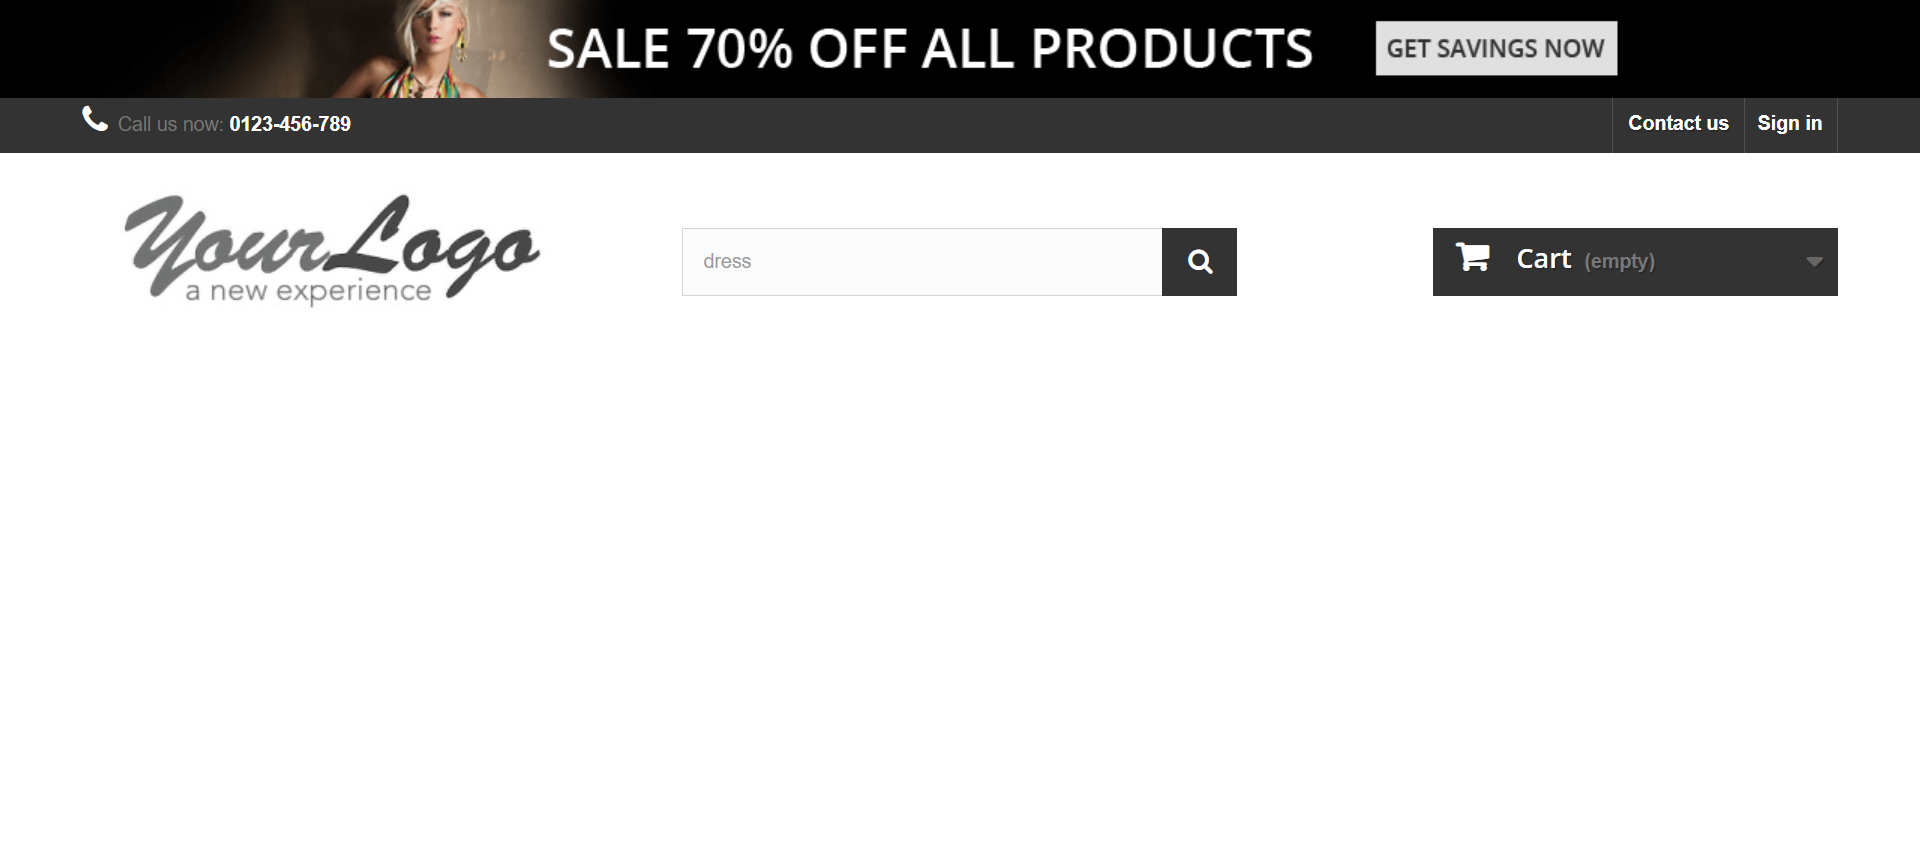 SALE 70% OFF ALL PRODUCTS
GET SAVINGS NOW
Call us now: 0123-456-789
Contact us
Sign in
YourLogo
a new experience
dress
Cart (empty)